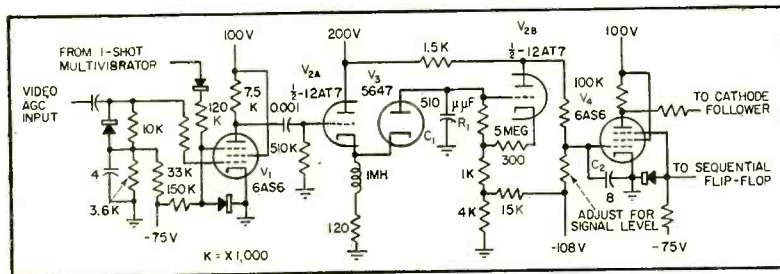 FROM 1-SHOT
MULTIVIBRATOR
VIDEO
AGC
INPUT
10K
4
3.6K
33K
150K
-75V
120
K
100V
7.5
K
V1
6AS6
0.001
510K
V2A
½-12AT7
200V
1MH
120
V3
5647
1.5K
510 μμF
C1
R1
5 MEG
300
1K
4K
15K
V2B
½-12AT7
-108V
ADJUST FOR
SIGNAL LEVEL
100V
100K
V4
6AS6
C2
8
-75V
TO CATHODE
FOLLOWER
TO SEQUENTIAL
FLIP-FLOP
K = X 1,000